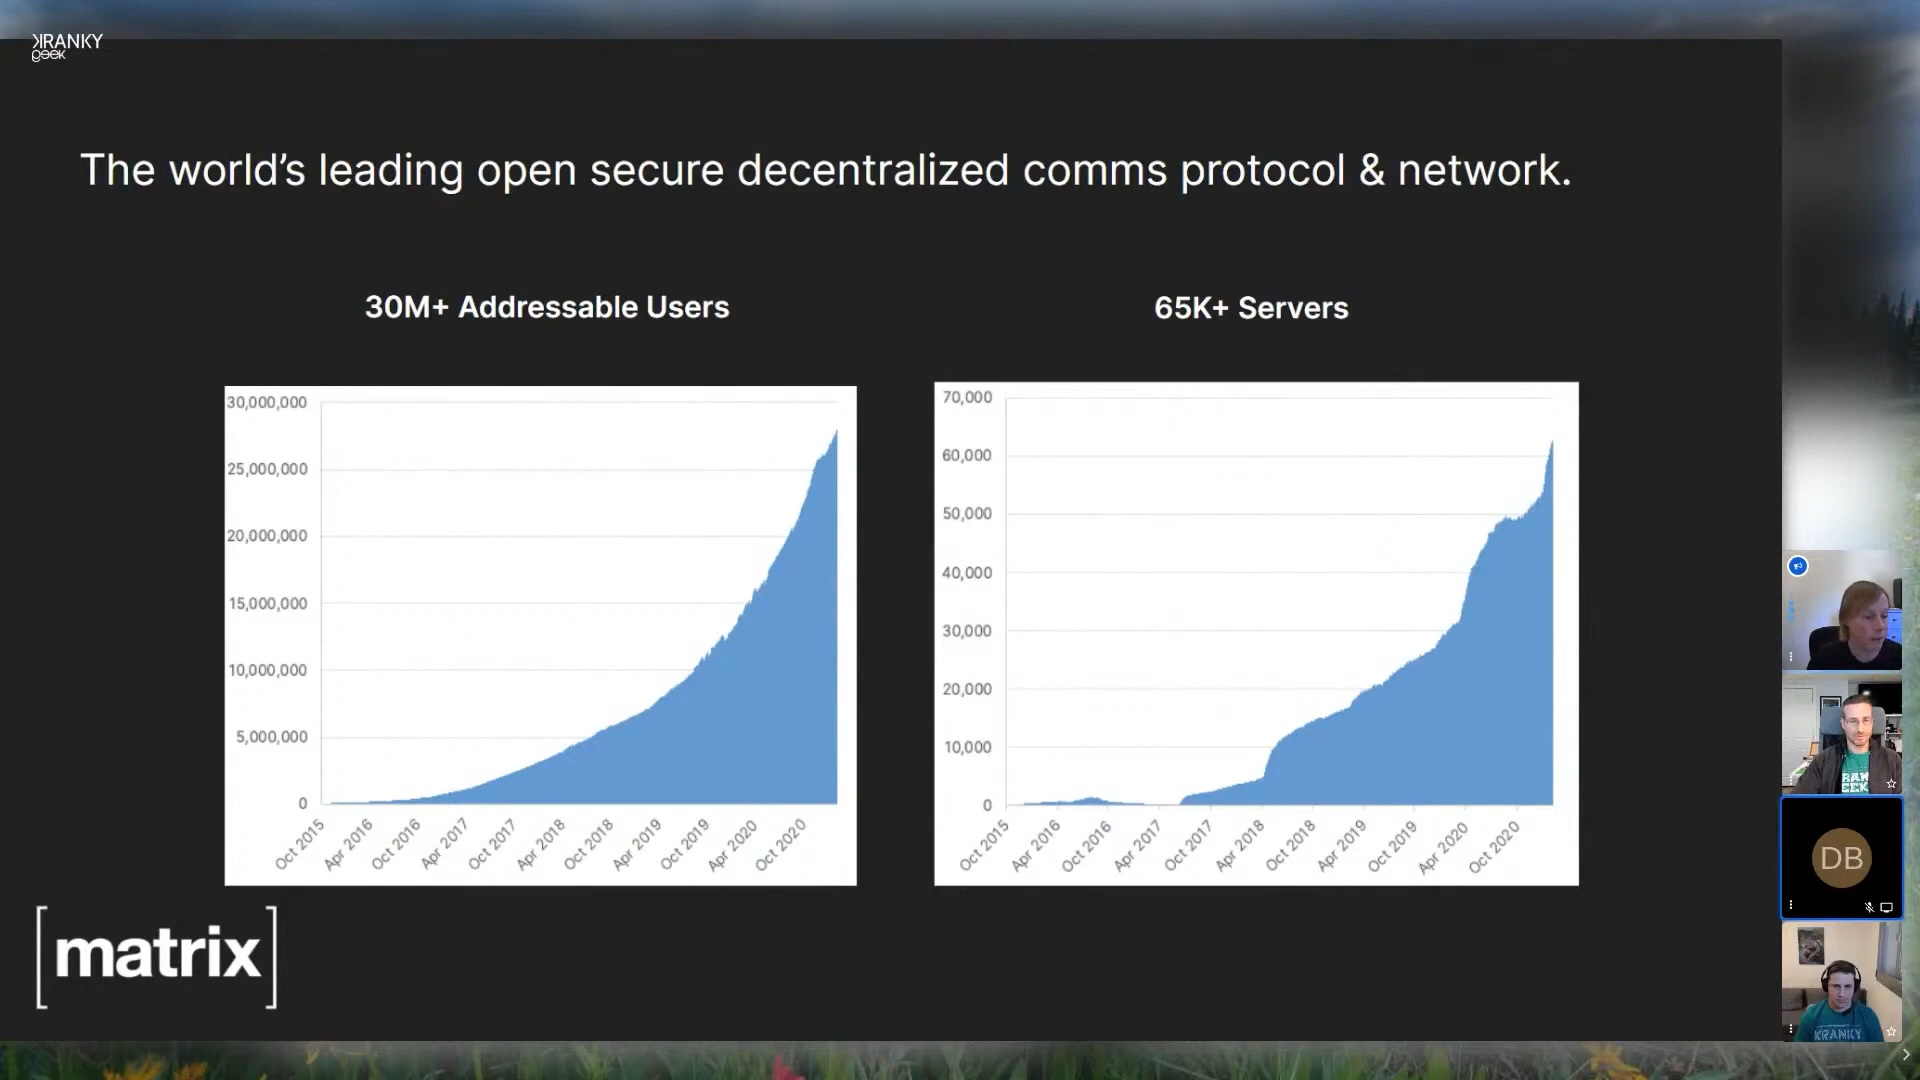 KRANKY
geek
The world's leading open secure decentralized comms protocol & network.
30M+ Addressable Users
65K+ Servers
30,000,000
25,000,000
20,000,000
15,000,000
10,000,000
5,000,000
0
Oct 2015
Apr 2016
Oct 2016
Apr 2017
Oct 2017
Apr 2018
Oct 2018
Apr 2019
Oct 2019
Apr 2020
Oct 2020
70,000
60,000
50,000
40,000
30,000
20,000
10,000
0
Oct 2015
Apr 2016
Oct 2016
Apr 2017
Oct 2017
Apr 2018
Oct 2018
Apr 2019
Oct 2019
Apr 2020
Oct 2020
[matrix]
DB
KRANKY